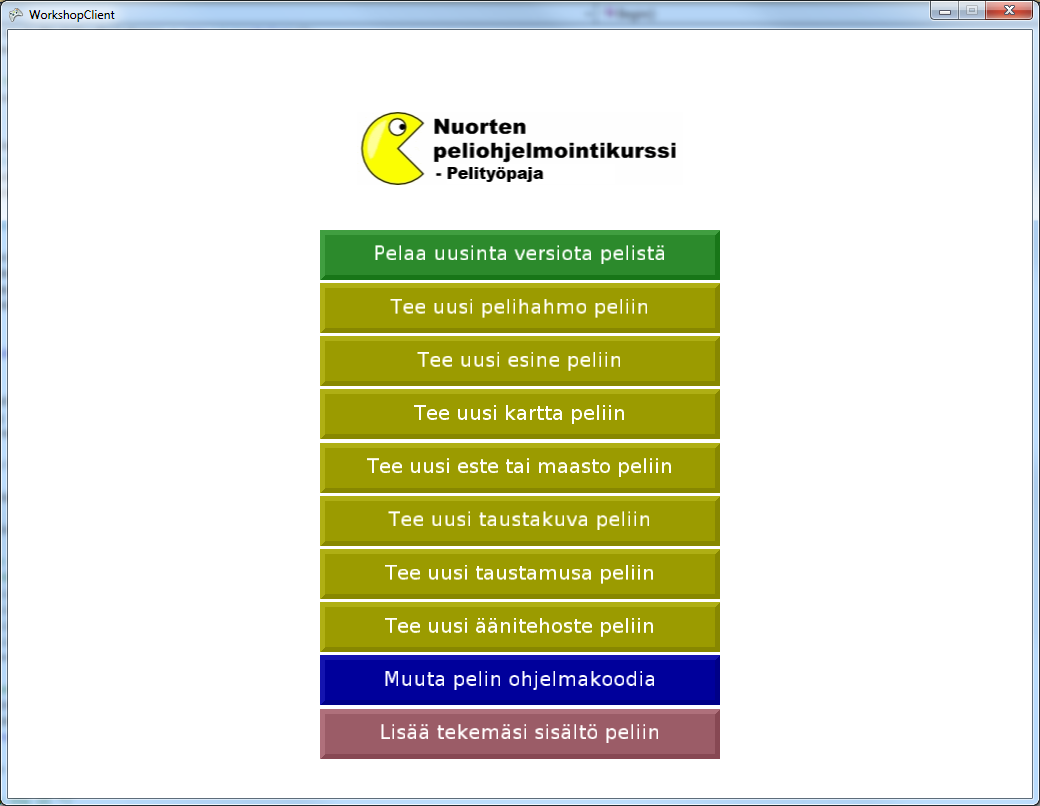 WorkshopClient
Nuorten
peliohjelmointikurssi
- Pelityöpaja
Pelaa uusinta versiota pelistä
Tee uusi pelihahmo peliin
Tee uusi esine peliin
Tee uusi kartta peliin
Tee uusi este tai maasto peliin
Tee uusi taustakuva peliin
Tee uusi taustamusa peliin
Tee uusi äänitehoste peliin
Muuta pelin ohjelmakoodia
Lisää tekemäsi sisältö peliin